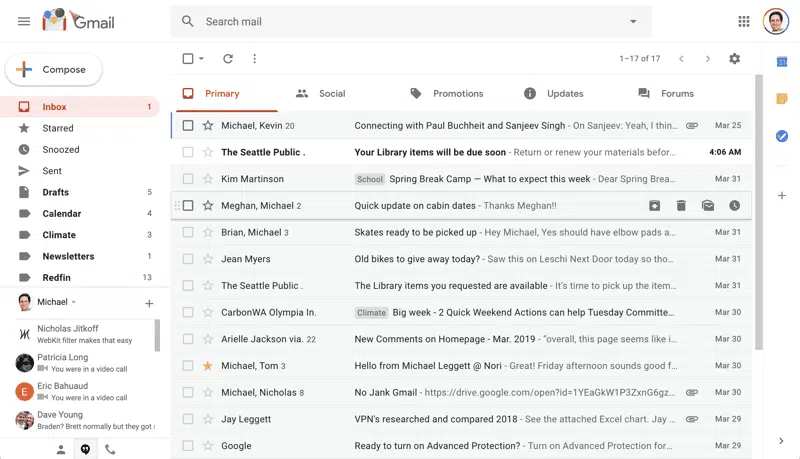 Gmail
Search mail
Compose
1–17 of 17
Primary
Social
Promotions
Updates
Forums
Inbox 1
Starred
Snoozed
Sent
Drafts 5
Calendar 4
Climate 3
Newsletters 1
Redfin 13
Michael, Kevin 20 Connecting with Paul Buchheit and Sanjeev Singh - On Sanjeev: Yeah, I thin... Mar 25
The Seattle Public . Your Library items will be due soon - Return or renew your materials befor... 4:06 AM
Kim Martinson School Spring Break Camp — What to expect this week - Dear Spring Break... Mar 31
Meghan, Michael 2 Quick update on cabin dates - Thanks Meghan!!
Brian, Michael 3 Skates ready to be picked up - Hey Michael, Yes should have elbow pads a... Mar 31
Jean Myers Old bikes to give away today? - Saw this on Leschi Next Door today so tho... Mar 31
The Seattle Public . The Library items you requested are available - It's time to pick up the item... Mar 31
CarbonWA Olympia In. Climate Big week - 2 Quick Weekend Actions can help Tuesday Committe... Mar 30
Arielle Jackson via. 22 New Comments on Homepage - Mar. 2019 - "overall, this page seems like i... Mar 30
Michael, Tom 3 Hello from Michael Leggett @ Nori - Great! Friday afternoon sounds good f... Mar 30
Michael, Nicholas 8 No Jank Gmail - https://drive.google.com/open?id=1YEaGkW1P3ZxnG6gz... Mar 30
Jay Leggett VPN's researched and compared 2018 - See the attached Excel chart. Jay ... Mar 29
Google Ready to turn on Advanced Protection? - Turn on Advanced Protection for... Mar 29
Michael
Nicholas Jitkoff
WebKit filter makes that easy
Patricia Long
You were in a video call
Eric Bahuaud
You were in a video call
Dave Young
Braden? Brett normally but they got s